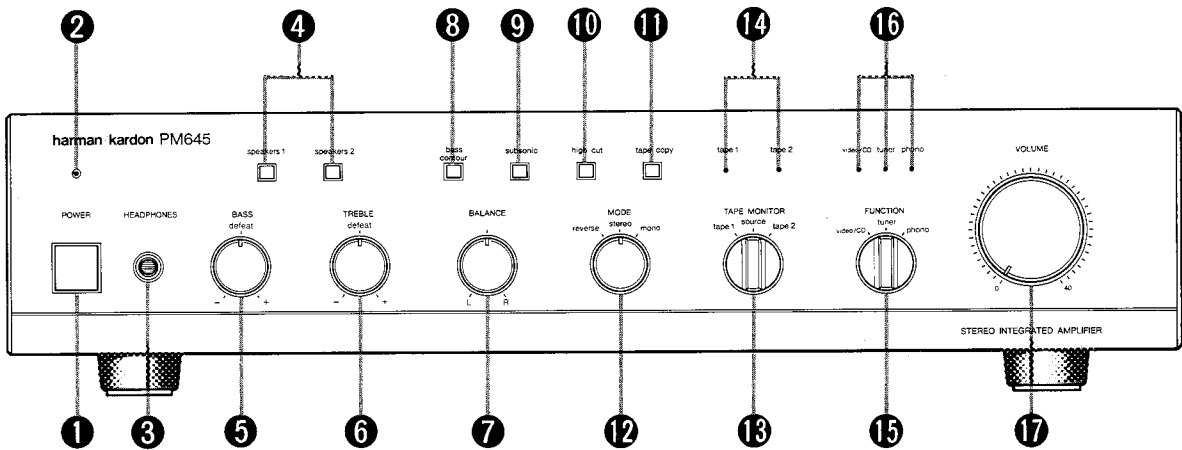 2 4 8 9 10 11 14 16
harman kardon PM645
speakers 1 speakers 2 bass contour subsonic high cut tape copy tape 1 tape 2 video/CD tuner phono VOLUME
POWER HEADPHONES BASS TREBLE BALANCE MODE TAPE MONITOR FUNCTION
defeat defeat stereo source tuner
reverse mono tape 1 tape 2 video/CD phono
− + − + L R 0 40
STEREO INTEGRATED AMPLIFIER
1 3 5 6 7 12 13 15 17